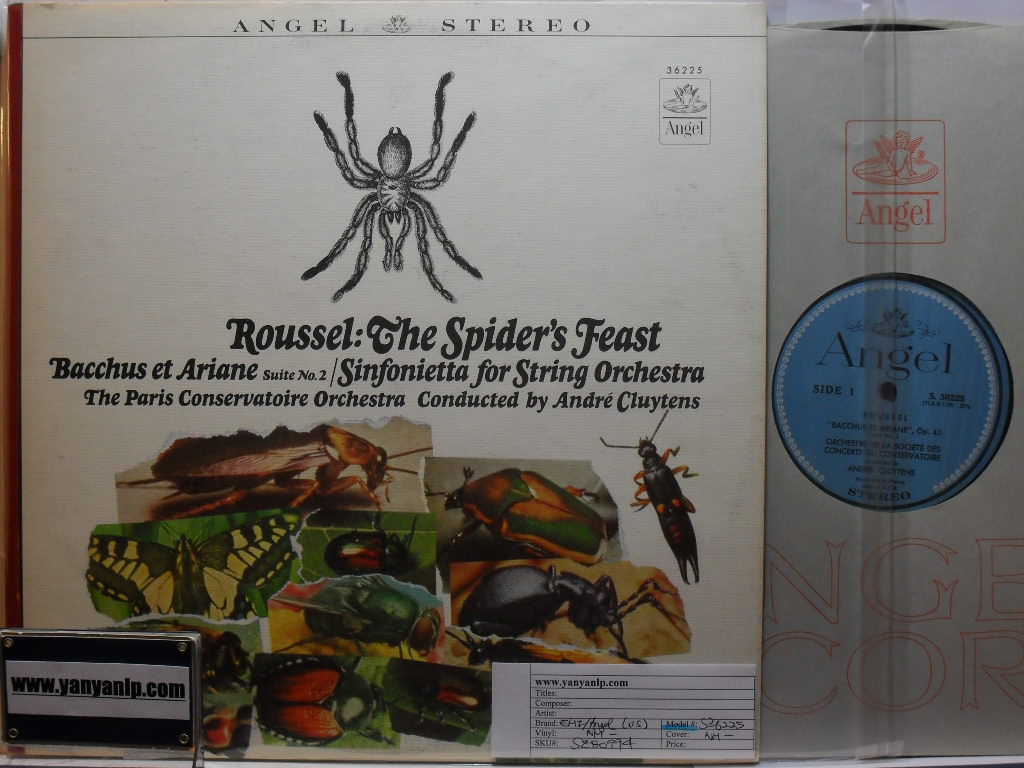 ANGEL STEREO
36225
Angel
Roussel: The Spider's Feast
Bacchus et Ariane Suite No. 2 / Sinfonietta for String Orchestra
The Paris Conservatoire Orchestra Conducted by André Cluytens
www.yanyanlp.com
www.yanyanlp.com
Titles:
Composer:
Artist:
Brand: EMI/Angel (US) Model #: S36225
Vinyl: NM - Cover: NM -
SKU#: SZ80994 Price:
Angel
Angel
SIDE 1
S. 36225
ROUSSEL
"BACCHUS ET ARIANE", Op. 43
ORCHESTRE DE LA SOCIÉTÉ DES
CONCERTS DU CONSERVATOIRE
ANDRÉ CLUYTENS
STEREO
NGE
COR